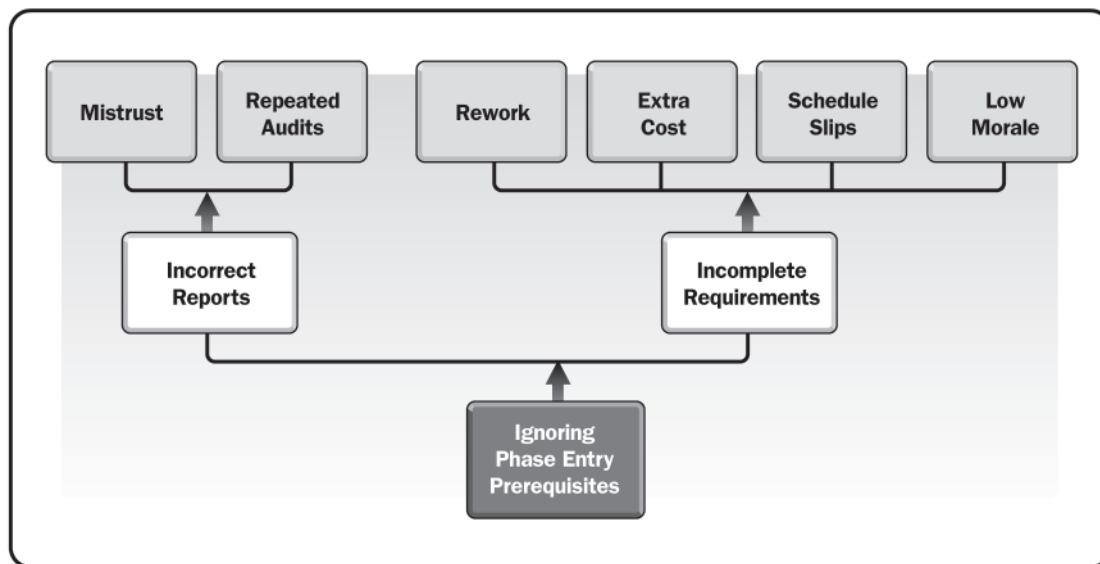 Mistrust
Repeated
Audits
Rework
Extra
Cost
Schedule
Slips
Low
Morale
Incorrect
Reports
Incomplete
Requirements
Ignoring
Phase Entry
Prerequisites